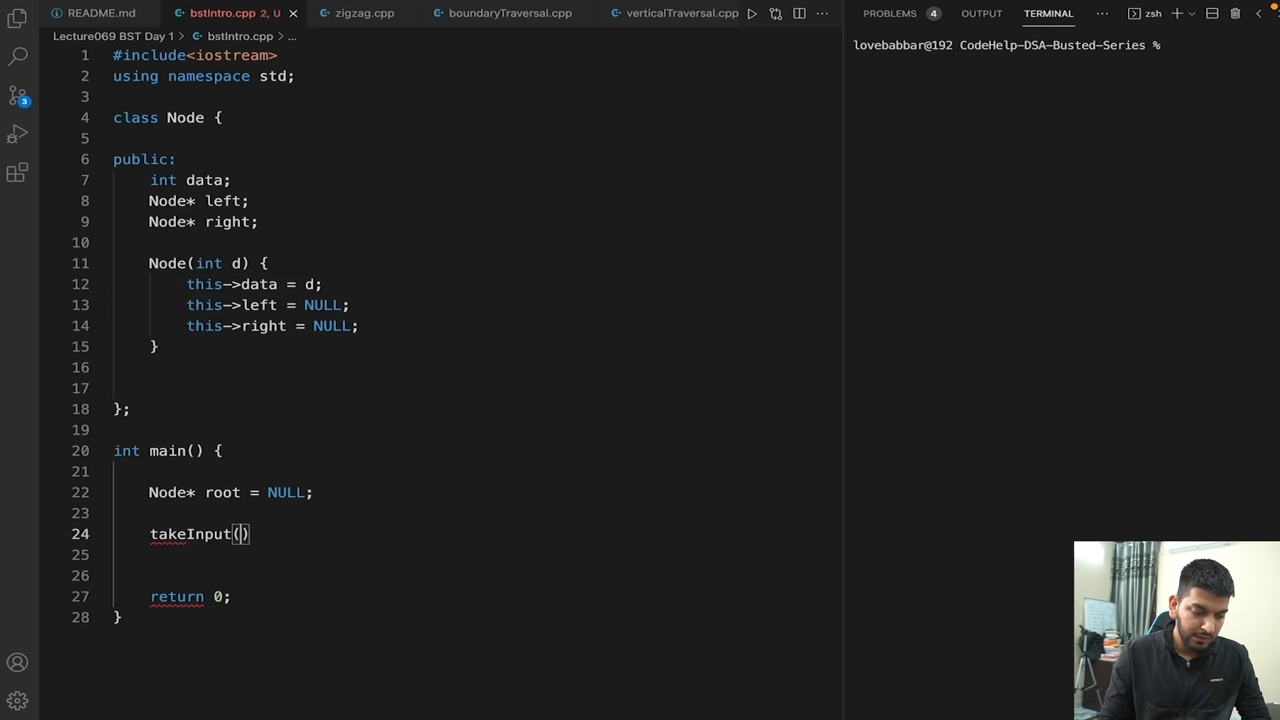 README.md
bstIntro.cpp 2, U
zigzag.cpp
boundaryTraversal.cpp
verticalTraversal.cpp
PROBLEMS 4
OUTPUT
TERMINAL
zsh
Lecture069 BST Day 1 > bstIntro.cpp > ...
lovebabbar@192 CodeHelp-DSA-Busted-Series %
3
1 #include<iostream>
2 using namespace std;
3
4 class Node {
5
6 public:
7 int data;
8 Node* left;
9 Node* right;
10
11 Node(int d) {
12 this->data = d;
13 this->left = NULL;
14 this->right = NULL;
15 }
16
17
18 };
19
20 int main() {
21
22 Node* root = NULL;
23
24 takeInput()
25
26
27 return 0;
28 }